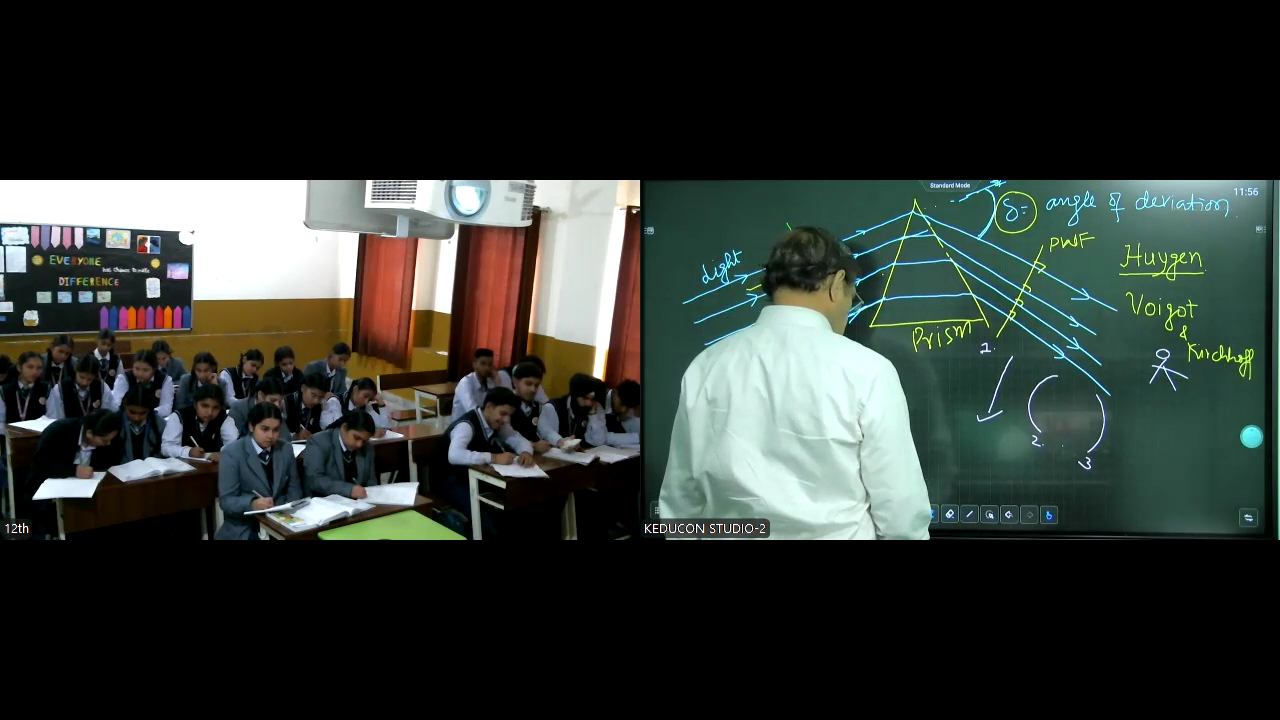 EVERYONE
DIFFERENCE
12th
Standard Mode
11:56
δ= angle of deviation
Light
PWF
Huygen
Voigot
&
Kirchhoff
Prism
1.
2.
3
KEDUCON STUDIO-2